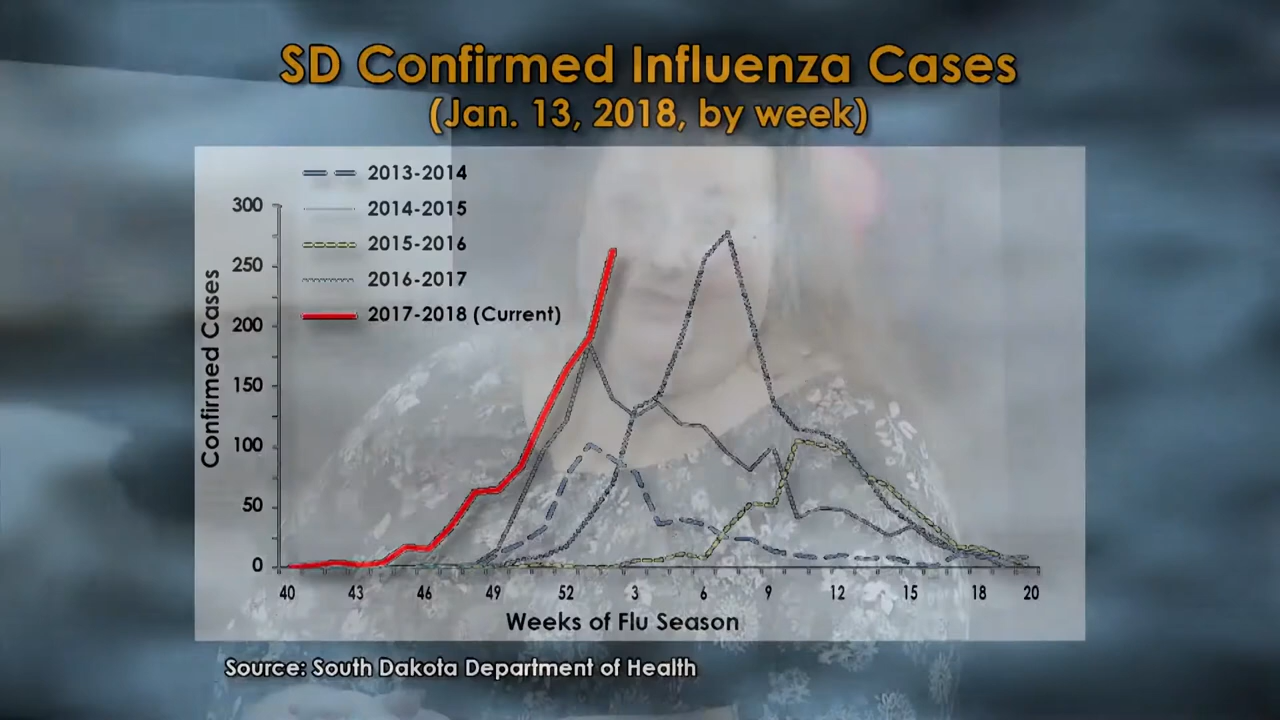 SD Confirmed Influenza Cases
(Jan. 13, 2018, by week)
2013-2014
2014-2015
2015-2016
2016-2017
2017-2018 (Current)
Confirmed Cases
300
250
200
150
100
50
0
40 43 46 49 52 3 6 9 12 15 18 20
Weeks of Flu Season
Source: South Dakota Department of Health